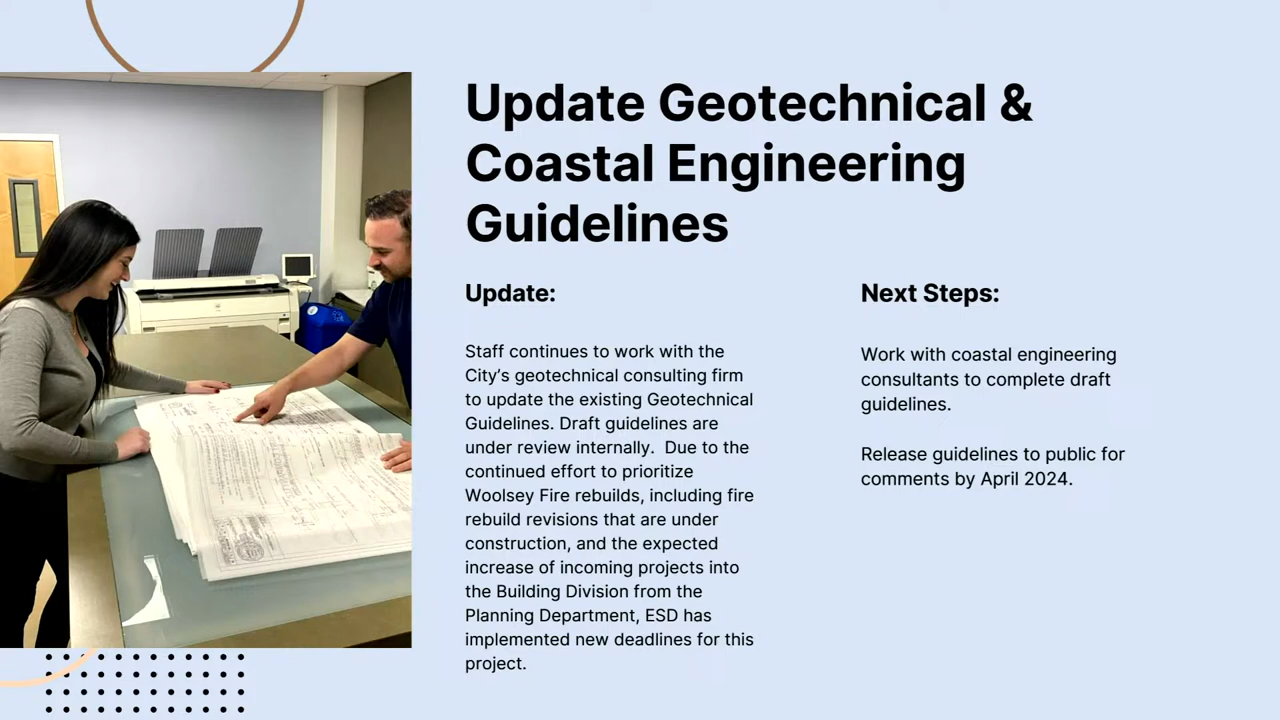 Update Geotechnical &
Coastal Engineering
Guidelines
Update:
Staff continues to work with the
City’s geotechnical consulting firm
to update the existing Geotechnical
Guidelines. Draft guidelines are
under review internally.  Due to the
continued effort to prioritize
Woolsey Fire rebuilds, including fire
rebuild revisions that are under
construction, and the expected
increase of incoming projects into
the Building Division from the
Planning Department, ESD has
implemented new deadlines for this
project.
Next Steps:
Work with coastal engineering
consultants to complete draft
guidelines.
Release guidelines to public for
comments by April 2024.